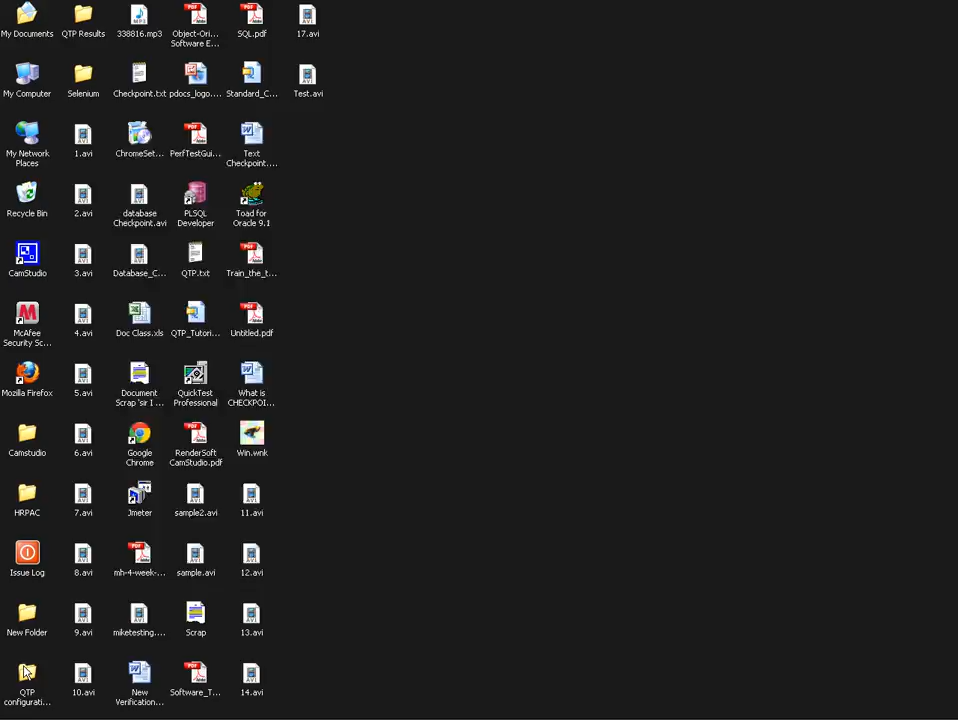 My Documents
QTP Results
338816.mp3
Object-Ori...
Software E...
SQL.pdf
17.avi
My Computer
Selenium
Checkpoint.txt
pdocs_logo....
Standard_C...
Test.avi
My Network
Places
1.avi
ChromeSet...
PerfTestGui...
Text
Checkpoint....
Recycle Bin
2.avi
database
Checkpoint.avi
PLSQL
Developer
Toad for
Oracle 9.1
CamStudio
3.avi
Database_C...
QTP.txt
Train_the_t...
McAfee
Security Sc...
4.avi
Doc Class.xls
QTP_Tutori...
Untitled.pdf
Mozilla Firefox
5.avi
Document
Scrap 'sir I ...
QuickTest
Professional
What is
CHECKPOI...
Camstudio
6.avi
Google
Chrome
RenderSoft
CamStudio.pdf
Win.wnk
HRPAC
7.avi
Jmeter
sample2.avi
11.avi
Issue Log
8.avi
mh-4-week-...
sample.avi
12.avi
New Folder
9.avi
miketesting....
Scrap
13.avi
QTP
configurati...
10.avi
New
Verification...
Software_T...
14.avi